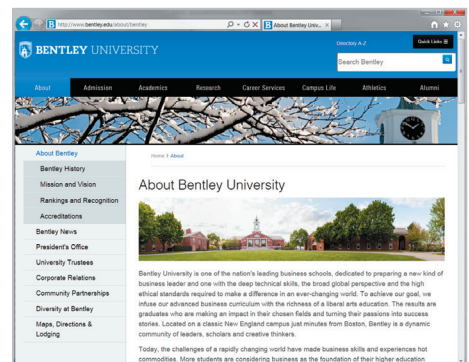 http://www.bentley.edu/about/bentley
About Bentley Univ...
BENTLEY UNIVERSITY
Directory A-Z
Quick Links
Search Bentley
About Admission Academics Research Career Services Campus Life Athletics Alumni
About Bentley
Home About
Bentley History
Mission and Vision
Rankings and Recognition
Accreditations
Bentley News
President's Office
University Trustees
Corporate Relations
Community Partnerships
Diversity at Bentley
Maps, Directions &
Lodging
About Bentley University
Bentley University is one of the nation's leading business schools, dedicated to preparing a new kind of
business leader and one with the deep technical skills, the broad global perspective and the high
ethical standards required to make a difference in an ever-changing world. To achieve our goal, we
infuse our advanced business curriculum with the richness of a liberal arts education. The results are
graduates who are making an impact in their chosen fields and turning their passions into success
stories. Located on a classic New England campus just minutes from Boston, Bentley is a dynamic
community of leaders, scholars and creative thinkers.
Today, the challenges of a rapidly changing world have made business skills and experiences hot
commodities. More students are considering business as the foundation of their higher education